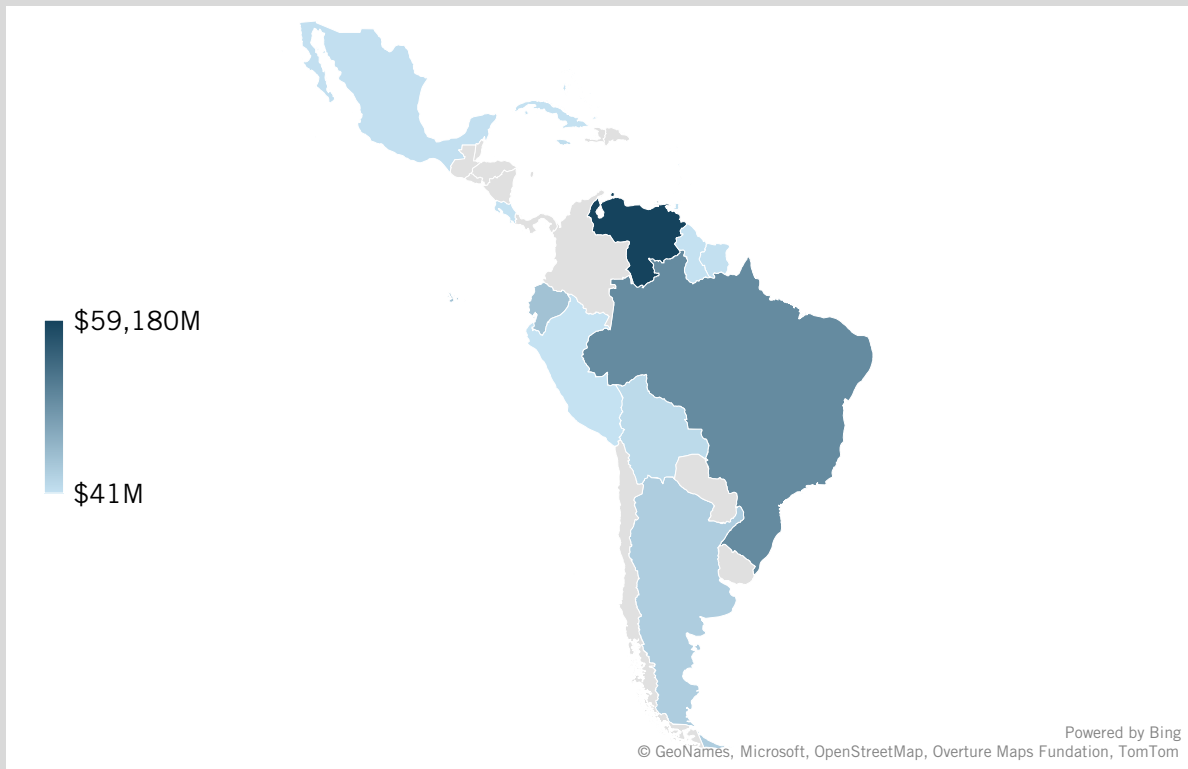 $59,180M
$41M
Powered by Bing
© GeoNames, Microsoft, OpenStreetMap, Overture Maps Fundation, TomTom